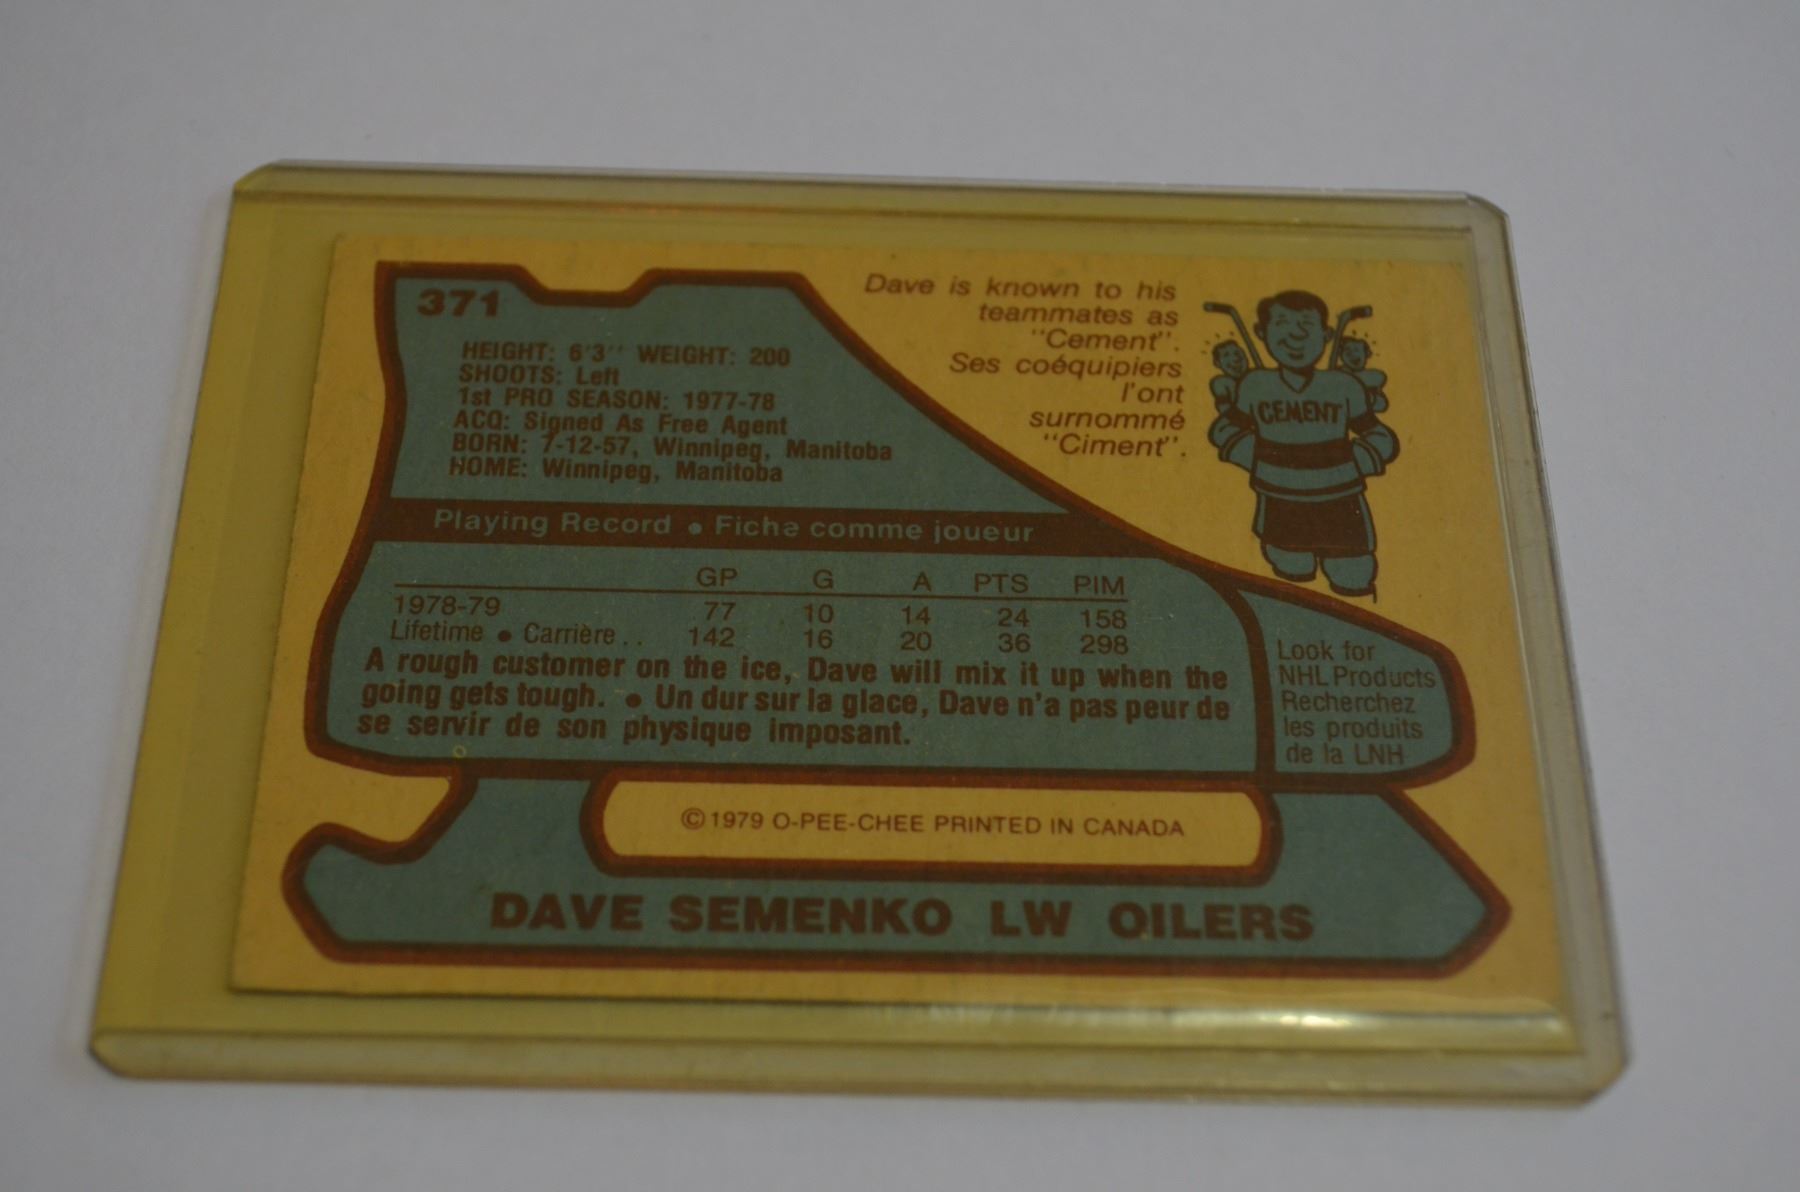 371
HEIGHT: 6'3" WEIGHT: 200
SHOOTS: Left
1st PRO SEASON: 1977-78
ACQ: Signed As Free Agent
BORN: 7-12-57, Winnipeg, Manitoba
HOME: Winnipeg, Manitoba
Dave is known to his
teammates as
"Cement".
Ses coéquipiers
l'ont
surnommé
"Ciment".
CEMENT
Playing Record • Fiche comme joueur
GP G A PTS PIM
1978-79 77 10 14 24 158
Lifetime • Carrière .. 142 16 20 36 298
A rough customer on the ice, Dave will mix it up when the
going gets tough. • Un dur sur la glace, Dave n'a pas peur de
se servir de son physique imposant.
Look for
NHL Products
Recherchez
les produits
de la LNH
©1979 O-PEE-CHEE PRINTED IN CANADA
DAVE SEMENKO LW OILERS